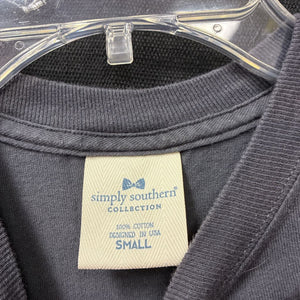 simply southern®
COLLECTION
100% COTTON
DESIGNED IN USA
SMALL